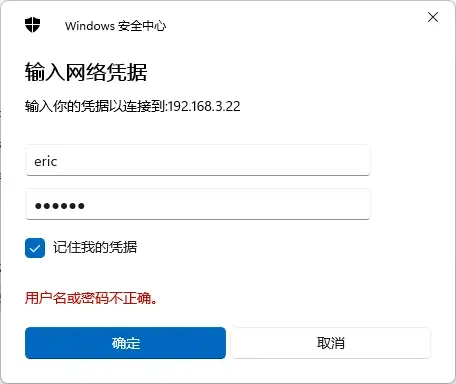 Windows 安全中心
输入网络凭据
输入你的凭据以连接到:192.168.3.22
eric
●●●●●●
记住我的凭据
用户名或密码不正确。
确定
取消